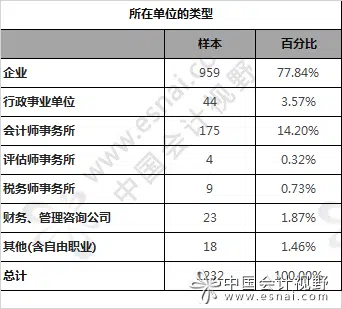 所在单位的类型
样本 百分比
企业 959 77.84%
行政事业单位 44 3.57%
会计师事务所 175 14.20%
评估师事务所 4 0.32%
税务师事务所 9 0.73%
财务、管理咨询公司 23 1.87%
其他(含自由职业) 18 1.46%
总计 1232 100.00%
www.esnai.com
中国会计视野
中国会计视野
www.esnai.com